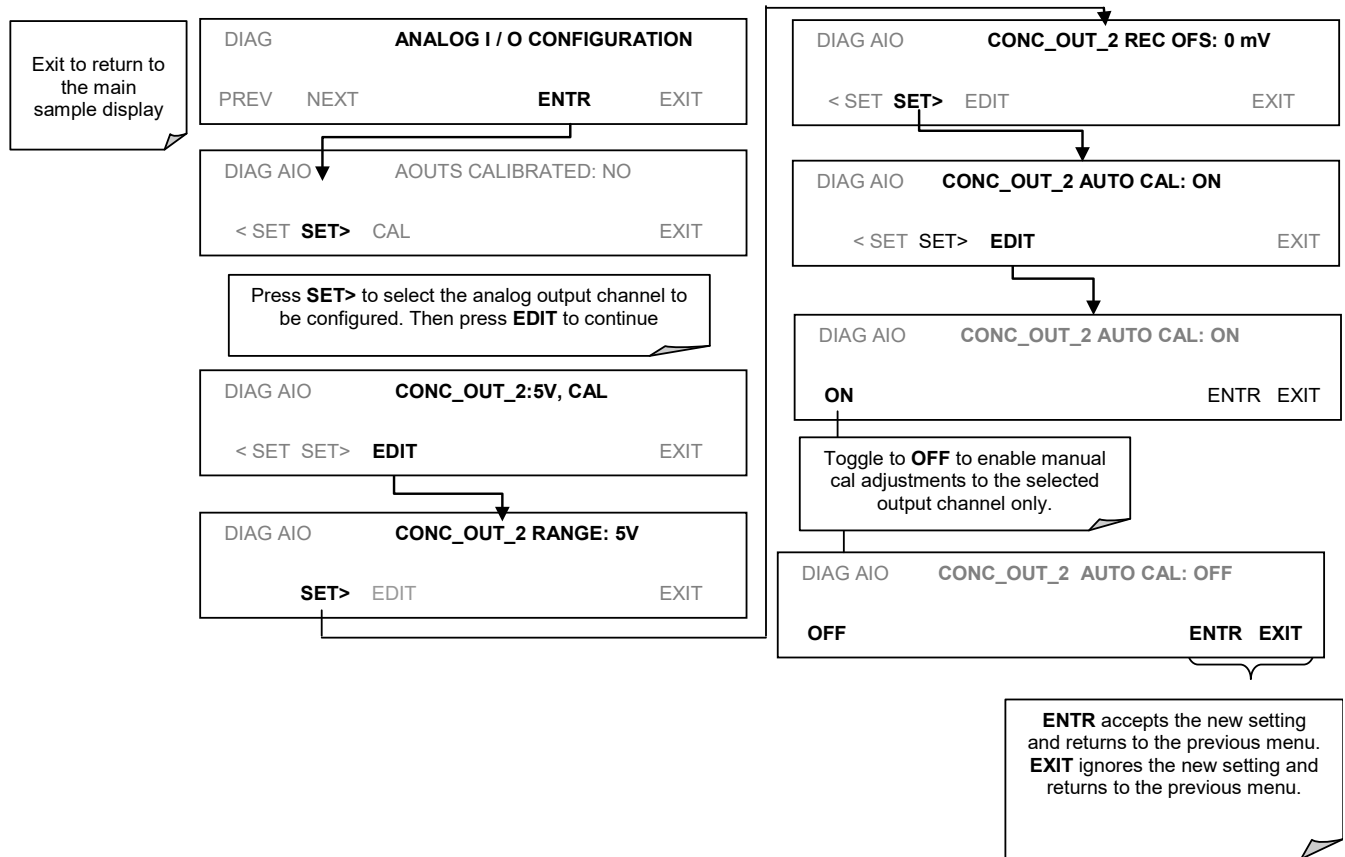 Exit to return to
the main
sample display
DIAG ANALOG I / O CONFIGURATION
PREV NEXT ENTR EXIT
DIAG AIO AOUTS CALIBRATED: NO
< SET SET> CAL EXIT
Press SET> to select the analog output channel to
be configured. Then press EDIT to continue
DIAG AIO CONC_OUT_2:5V, CAL
< SET SET> EDIT EXIT
DIAG AIO CONC_OUT_2 RANGE: 5V
SET> EDIT EXIT
DIAG AIO CONC_OUT_2 REC OFS: 0 mV
< SET SET> EDIT EXIT
DIAG AIO CONC_OUT_2 AUTO CAL: ON
< SET SET> EDIT EXIT
DIAG AIO CONC_OUT_2 AUTO CAL: ON
ON ENTR EXIT
Toggle to OFF to enable manual
cal adjustments to the selected
output channel only.
DIAG AIO CONC_OUT_2 AUTO CAL: OFF
OFF ENTR EXIT
ENTR accepts the new setting
and returns to the previous menu.
EXIT ignores the new setting and
returns to the previous menu.